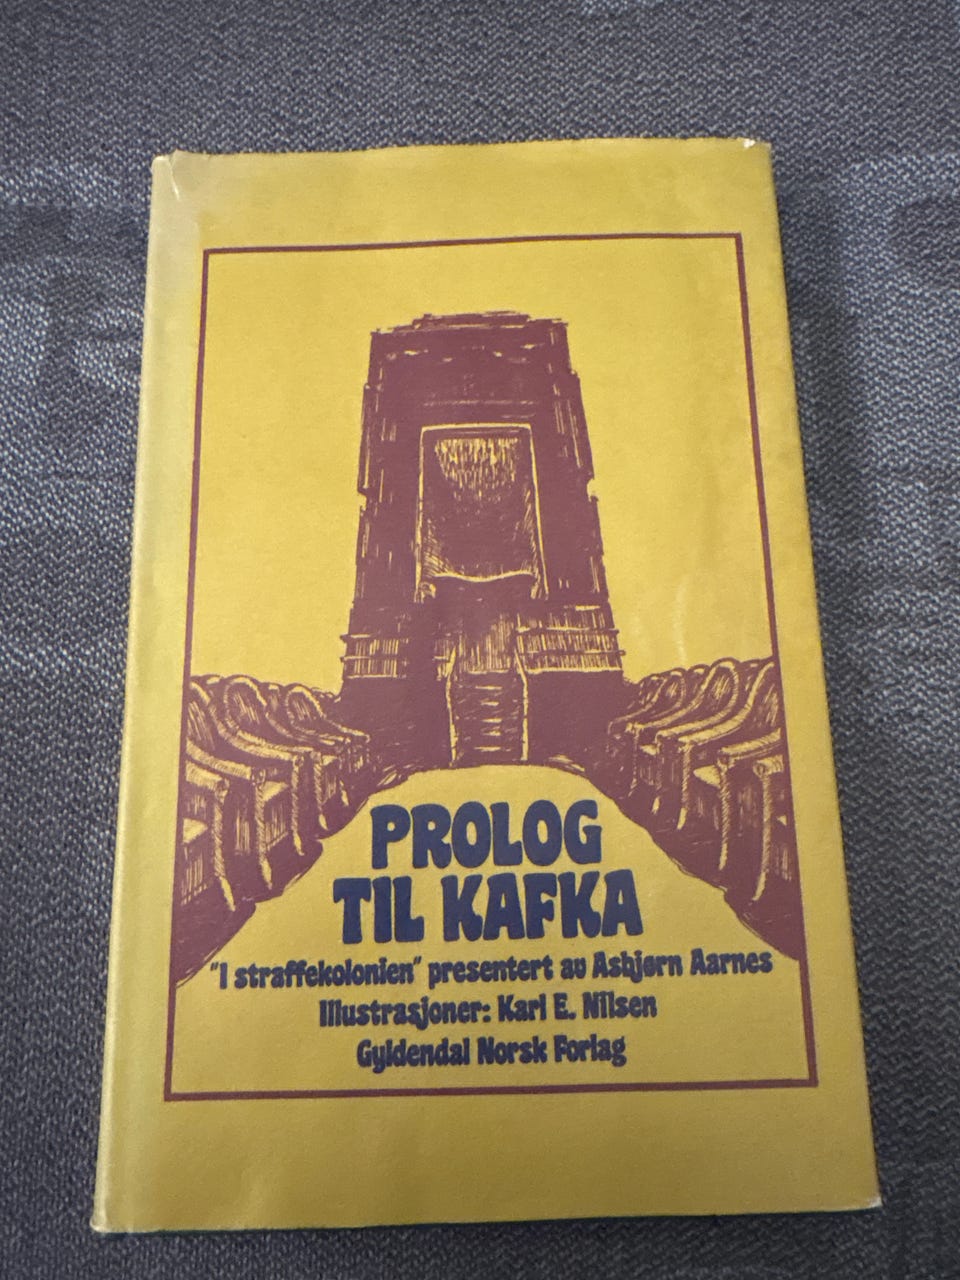 PROLOG
TIL KAFKA
"I straffekolonien" presentert av Asbjørn Aarnes
Illustrasjoner: Karl E. Nilsen
Gyldendal Norsk Forlag